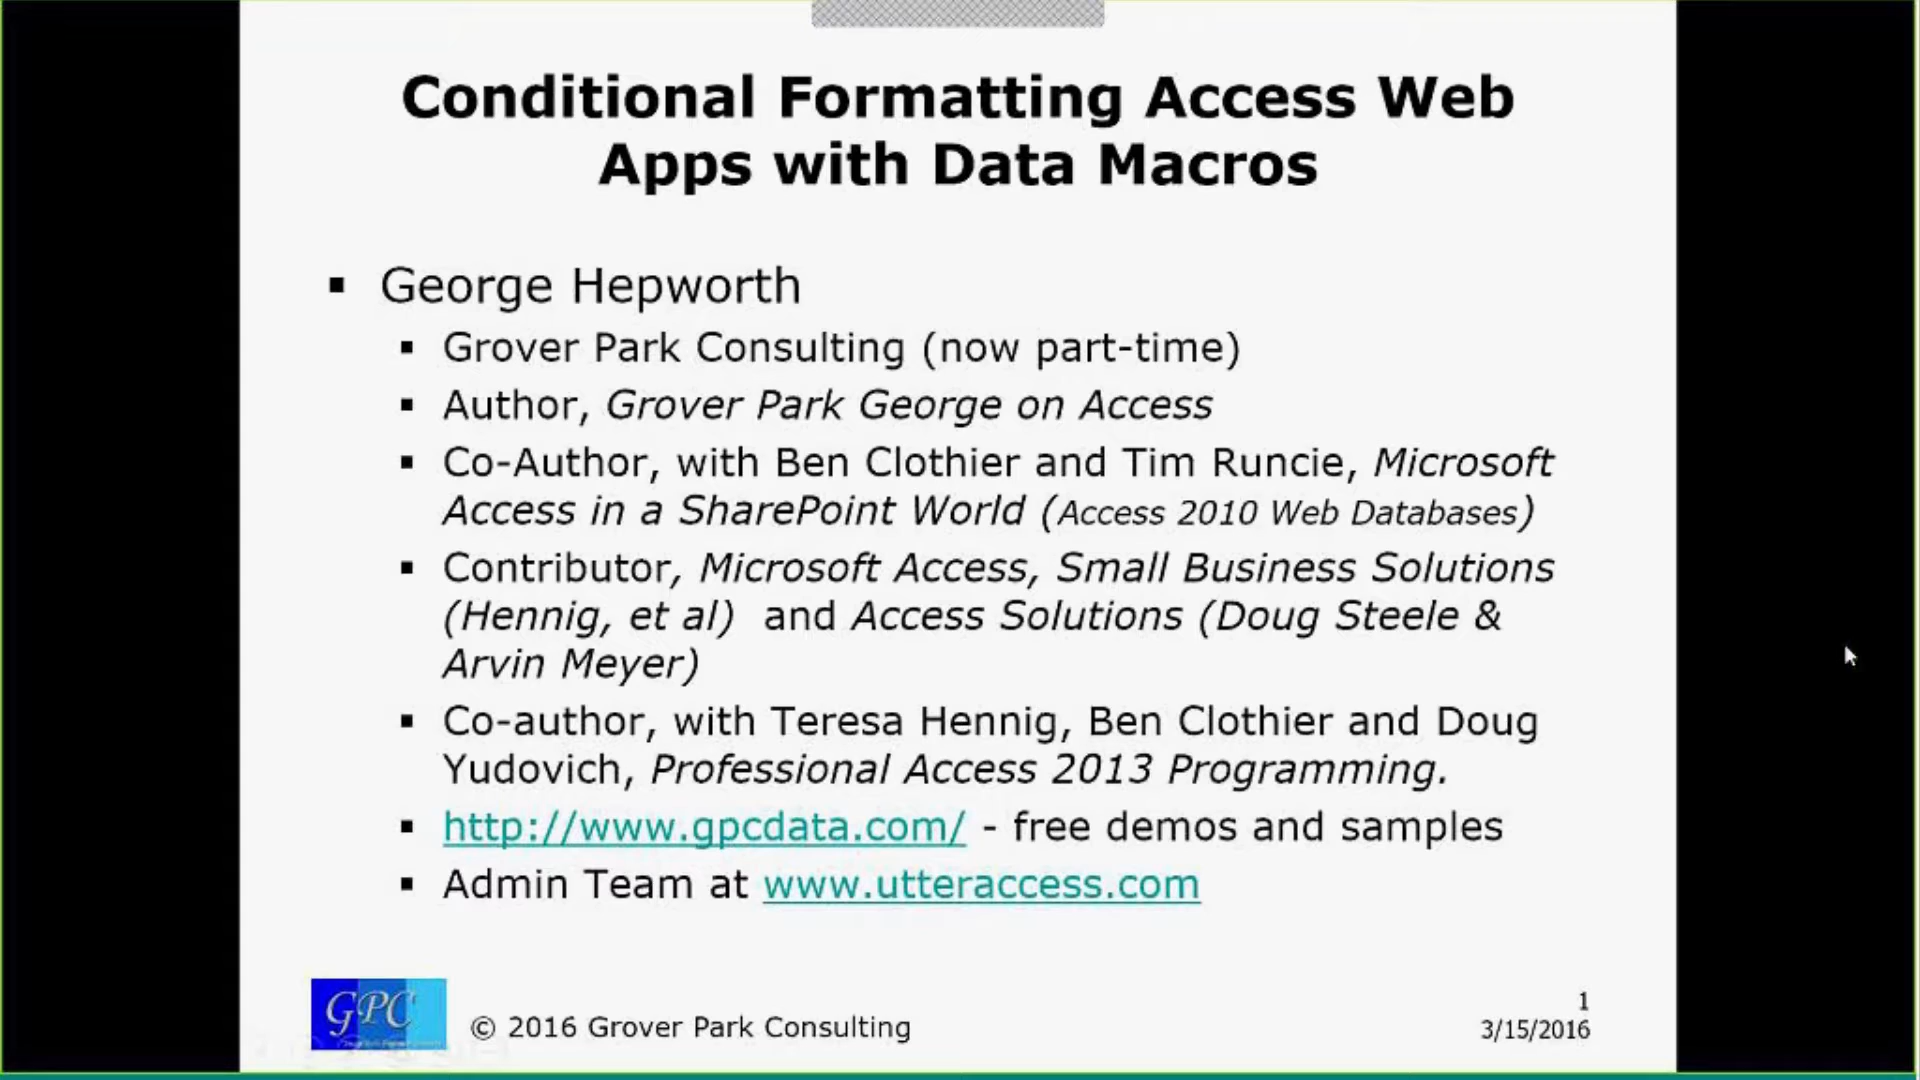 Conditional Formatting Access Web
Apps with Data Macros
▪ George Hepworth
▪ Grover Park Consulting (now part-time)
▪ Author, Grover Park George on Access
▪ Co-Author, with Ben Clothier and Tim Runcie, Microsoft
Access in a SharePoint World (Access 2010 Web Databases)
▪ Contributor, Microsoft Access, Small Business Solutions
(Hennig, et al) and Access Solutions (Doug Steele &
Arvin Meyer)
▪ Co-author, with Teresa Hennig, Ben Clothier and Doug
Yudovich, Professional Access 2013 Programming.
▪ http://www.gpcdata.com/ - free demos and samples
▪ Admin Team at www.utteraccess.com
GPC
© 2016 Grover Park Consulting
1
3/15/2016